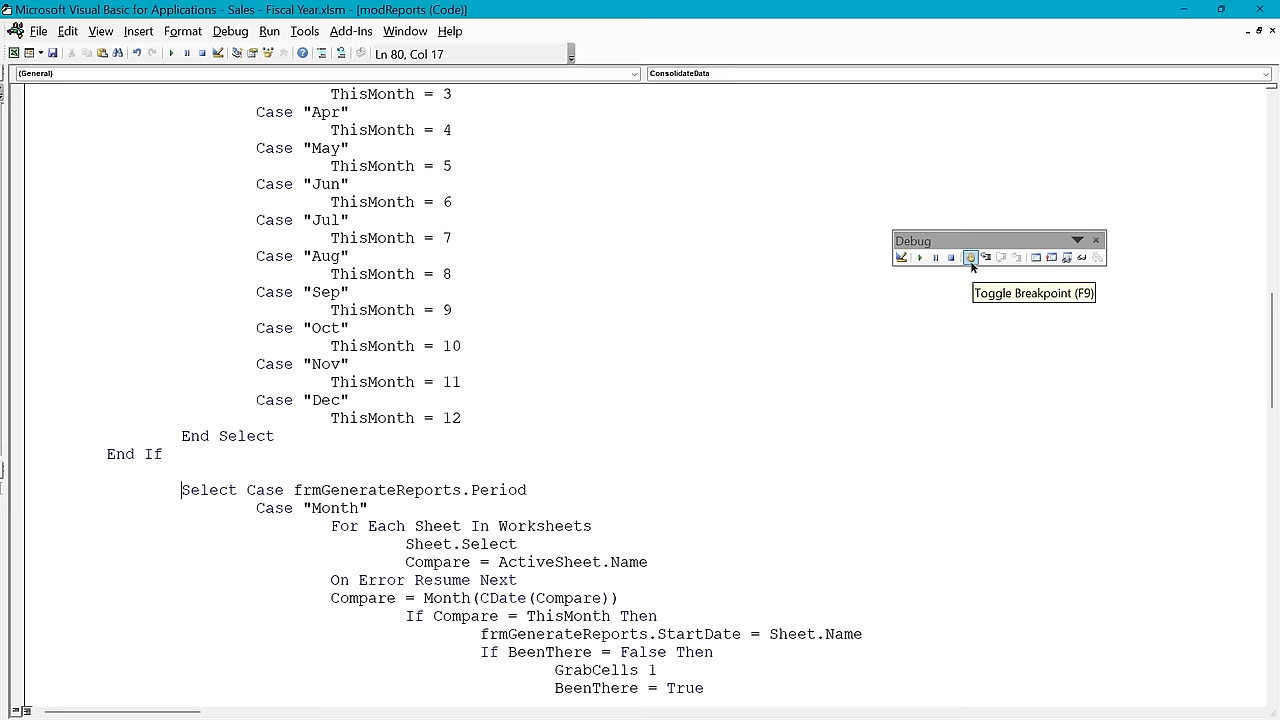 Microsoft Visual Basic for Applications - Sales - Fiscal Year.xlsm - [modReports (Code)]
File Edit View Insert Format Debug Run Tools Add-Ins Window Help
Ln 80, Col 17
(General) ConsolidateData
ThisMonth = 3
Case "Apr"
ThisMonth = 4
Case "May"
ThisMonth = 5
Case "Jun"
ThisMonth = 6
Case "Jul"
ThisMonth = 7
Case "Aug"
ThisMonth = 8
Case "Sep"
ThisMonth = 9
Case "Oct"
ThisMonth = 10
Case "Nov"
ThisMonth = 11
Case "Dec"
ThisMonth = 12
End Select
End If
Select Case frmGenerateReports.Period
Case "Month"
For Each Sheet In Worksheets
Sheet.Select
Compare = ActiveSheet.Name
On Error Resume Next
Compare = Month(CDate(Compare))
If Compare = ThisMonth Then
frmGenerateReports.StartDate = Sheet.Name
If BeenThere = False Then
GrabCells 1
BeenThere = True
Debug
Toggle Breakpoint (F9)